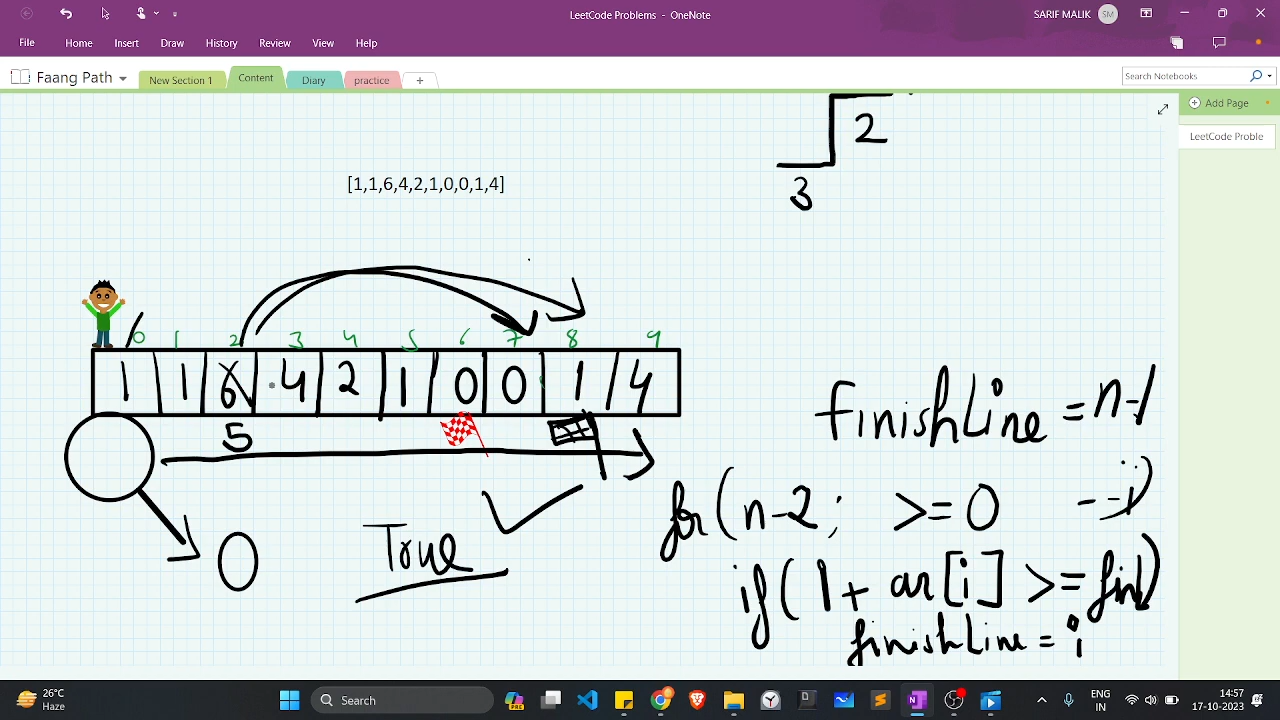 LeetCode Problems - OneNote
SARIF MALIK
SM
File Home Insert Draw History Review View Help
Faang Path
New Section 1
Content
Diary
practice
+
Search Notebooks
Add Page
LeetCode Proble
2
3
[1,1,6,4,2,1,0,0,1,4]
0 1 2 3 4 5 6 7 8 9
1 1 6 4 2 1 0 0 1 4
5
finishLine = n-1
for(n-2; >=0 --i)
if(1+ ar[i] >= fin)
finishLine = i
0
True
26°C
Haze
Search
PRE
ENG
IN
14:57
17-10-2023